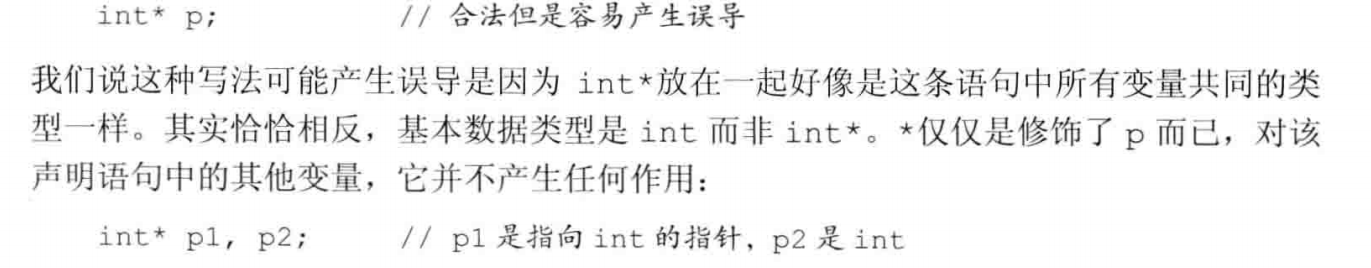 int* p; // 合法但是容易产生误导
我们说这种写法可能产生误导是因为 int*放在一起好像是这条语句中所有变量共同的类
型一样。其实恰恰相反，基本数据类型是 int 而非 int*。*仅仅是修饰了 p 而已，对该
声明语句中的其他变量，它并不产生任何作用：
int* p1, p2; // p1 是指向 int 的指针，p2 是 int